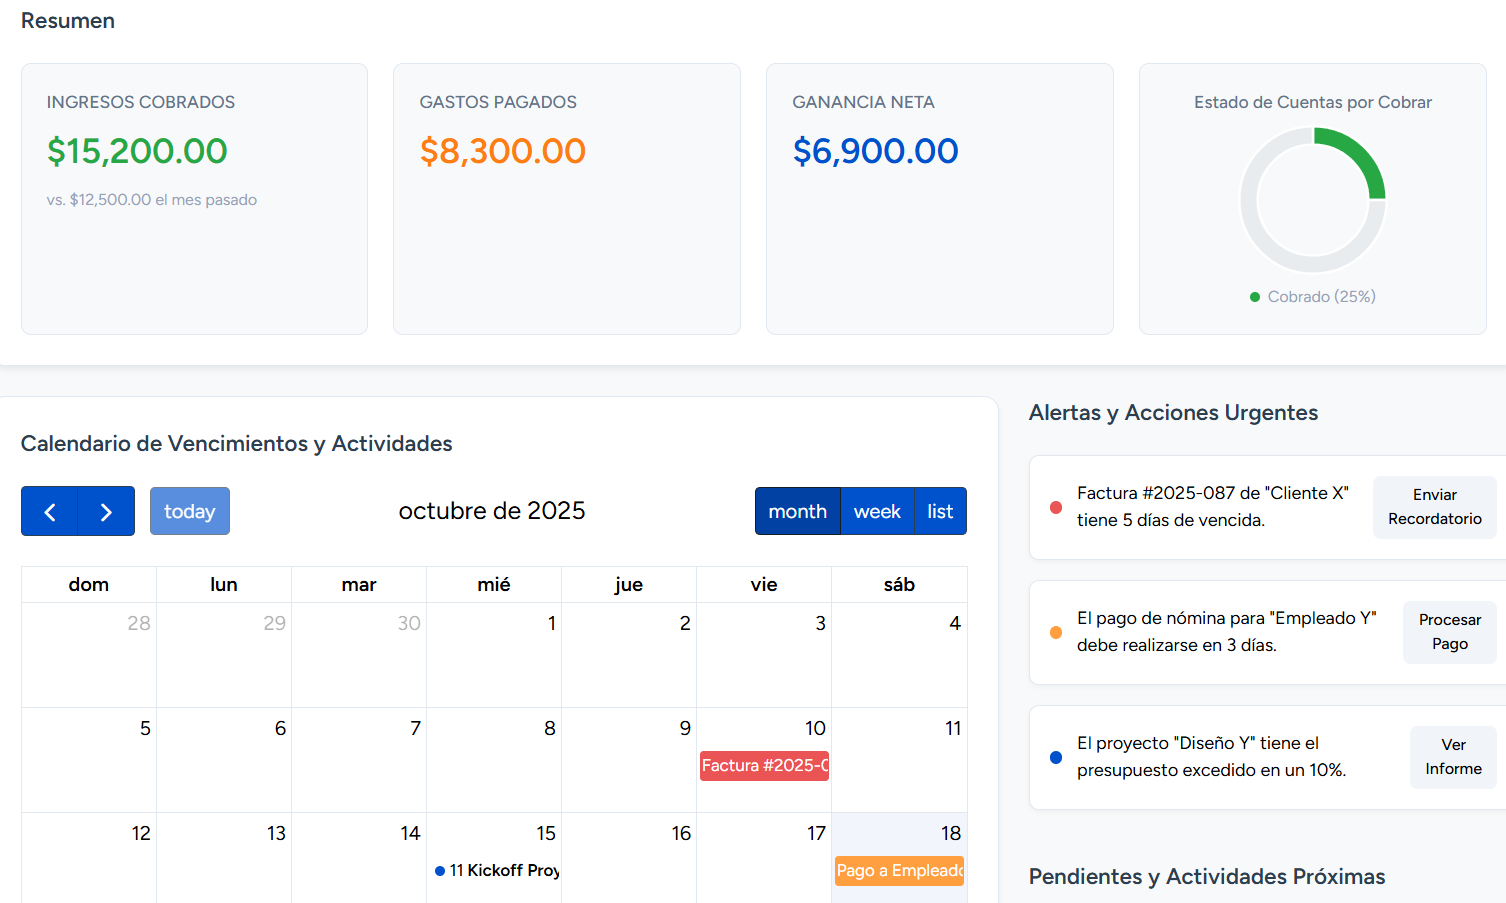 Resumen
INGRESOS COBRADOS
$15,200.00
vs. $12,500.00 el mes pasado
GASTOS PAGADOS
$8,300.00
GANANCIA NETA
$6,900.00
Estado de Cuentas por Cobrar
Cobrado (25%)
Calendario de Vencimientos y Actividades
today
octubre de 2025
month week list
dom lun mar mié jue vie sáb
28 29 30 1 2 3 4
5 6 7 8 9 10 11
Factura #2025-0
12 13 14 15 16 17 18
11 Kickoff Proy
Pago a Empleado
Alertas y Acciones Urgentes
Factura #2025-087 de "Cliente X"
tiene 5 días de vencida.
Enviar
Recordatorio
El pago de nómina para "Empleado Y"
debe realizarse en 3 días.
Procesar
Pago
El proyecto "Diseño Y" tiene el
presupuesto excedido en un 10%.
Ver
Informe
Pendientes y Actividades Próximas